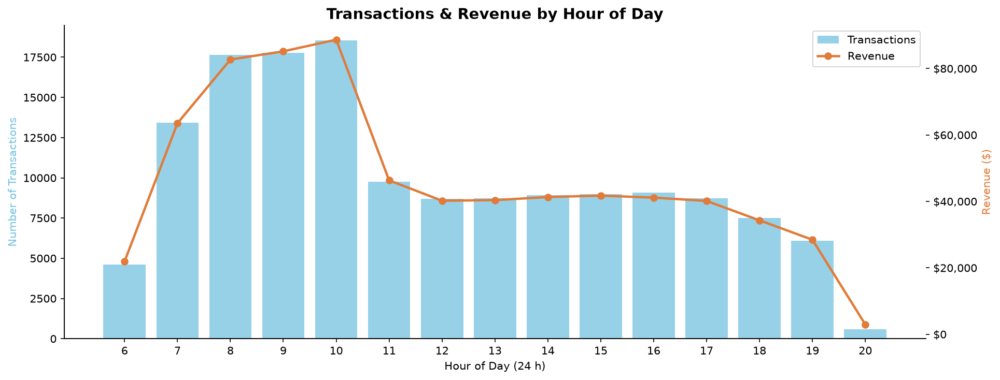 Transactions & Revenue by Hour of Day
Transactions
Revenue
Number of Transactions
17500
15000
12500
10000
7500
5000
2500
0
$80,000
$60,000
$40,000
$20,000
$0
Revenue ($)
6 7 8 9 10 11 12 13 14 15 16 17 18 19 20
Hour of Day (24 h)